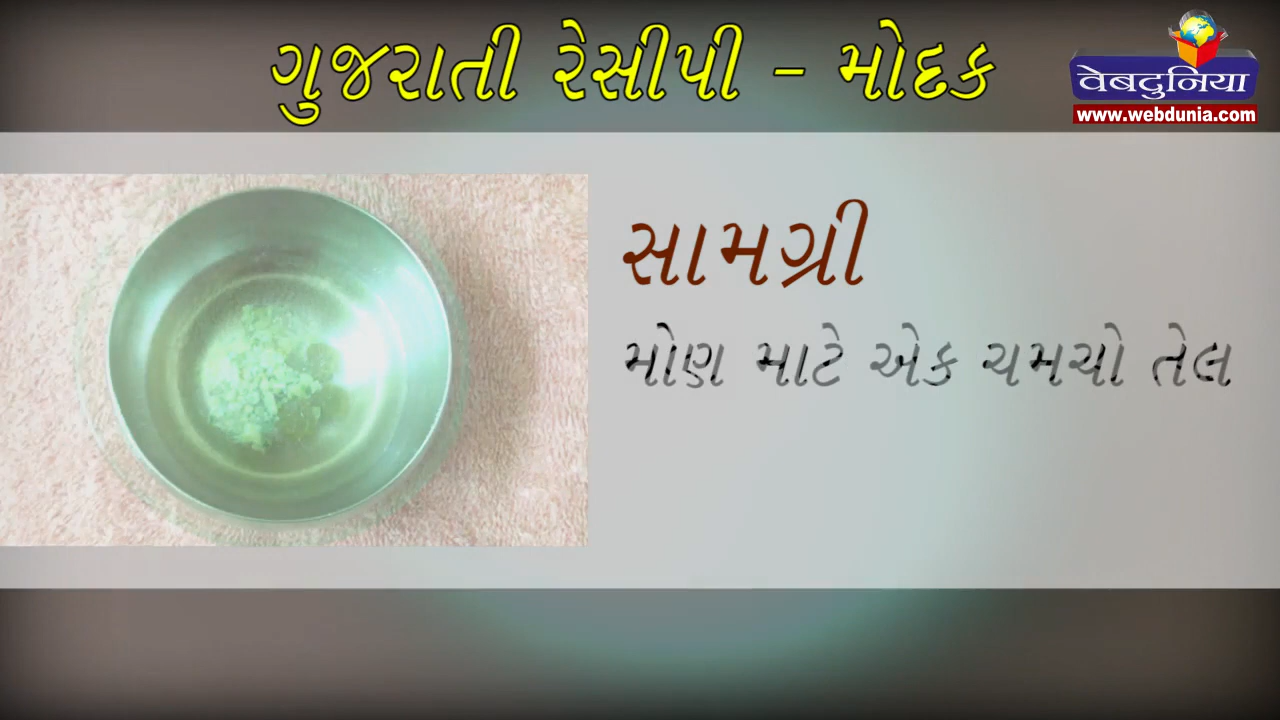 ગુજરાતી રેસીપી - મોદક
વેબદુનિયા
www.webdunia.com
સામગ્રી
મોણ માટે એક ચમચો તેલ